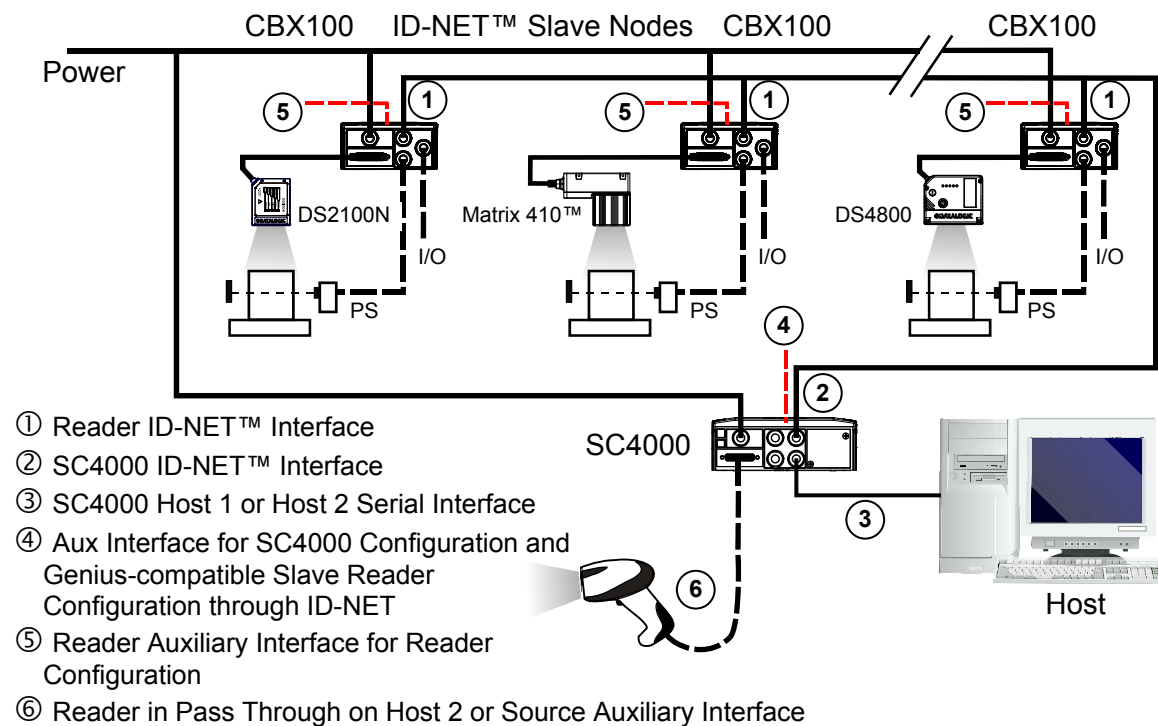 CBX100 ID-NET™ Slave Nodes CBX100 CBX100
Power
5 1 5 1 5 1
DS2100N Matrix 410™ DS4800
I/O I/O I/O
PS PS PS
4
2
SC4000
3
6
Host
① Reader ID-NET™ Interface
② SC4000 ID-NET™ Interface
③ SC4000 Host 1 or Host 2 Serial Interface
④ Aux Interface for SC4000 Configuration and
Genius-compatible Slave Reader
Configuration through ID-NET
⑤ Reader Auxiliary Interface for Reader
Configuration
⑥ Reader in Pass Through on Host 2 or Source Auxiliary Interface